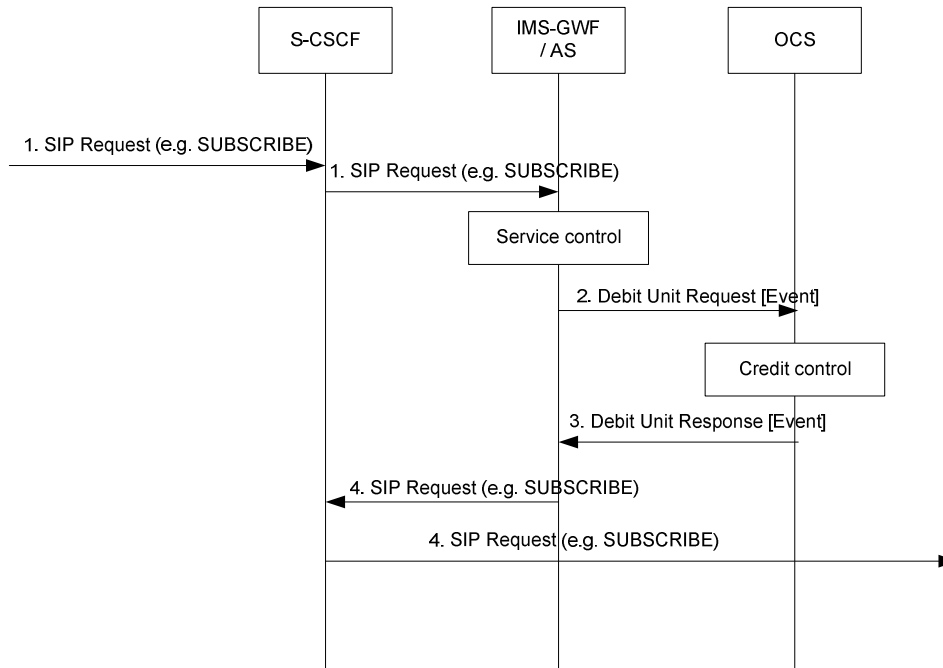 S-CSCF
IMS-GWF
/ AS
OCS
1. SIP Request (e.g. SUBSCRIBE)
1. SIP Request (e.g. SUBSCRIBE)
Service control
2. Debit Unit Request [Event]
Credit control
3. Debit Unit Response [Event]
4. SIP Request (e.g. SUBSCRIBE)
4. SIP Request (e.g. SUBSCRIBE)